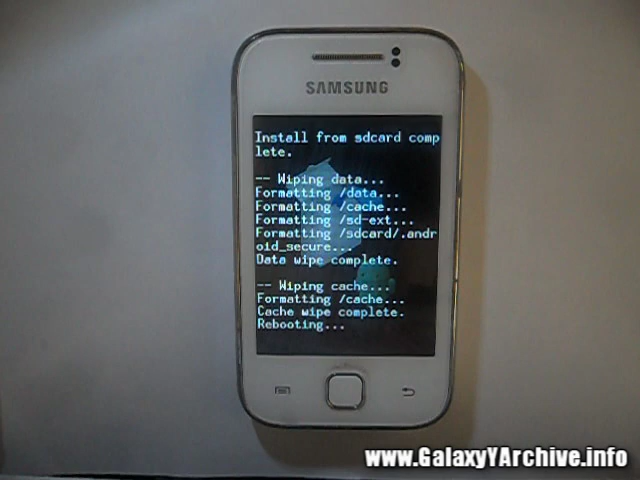 SAMSUNG
Install from sdcard comp
lete.
-- Wiping data...
Formatting /data...
Formatting /cache...
Formatting /sd-ext...
Formatting /sdcard/.andr
oid_secure...
Data wipe complete.
-- Wiping cache...
Formatting /cache...
Cache wipe complete.
Rebooting...
www.GalaxyYArchive.info